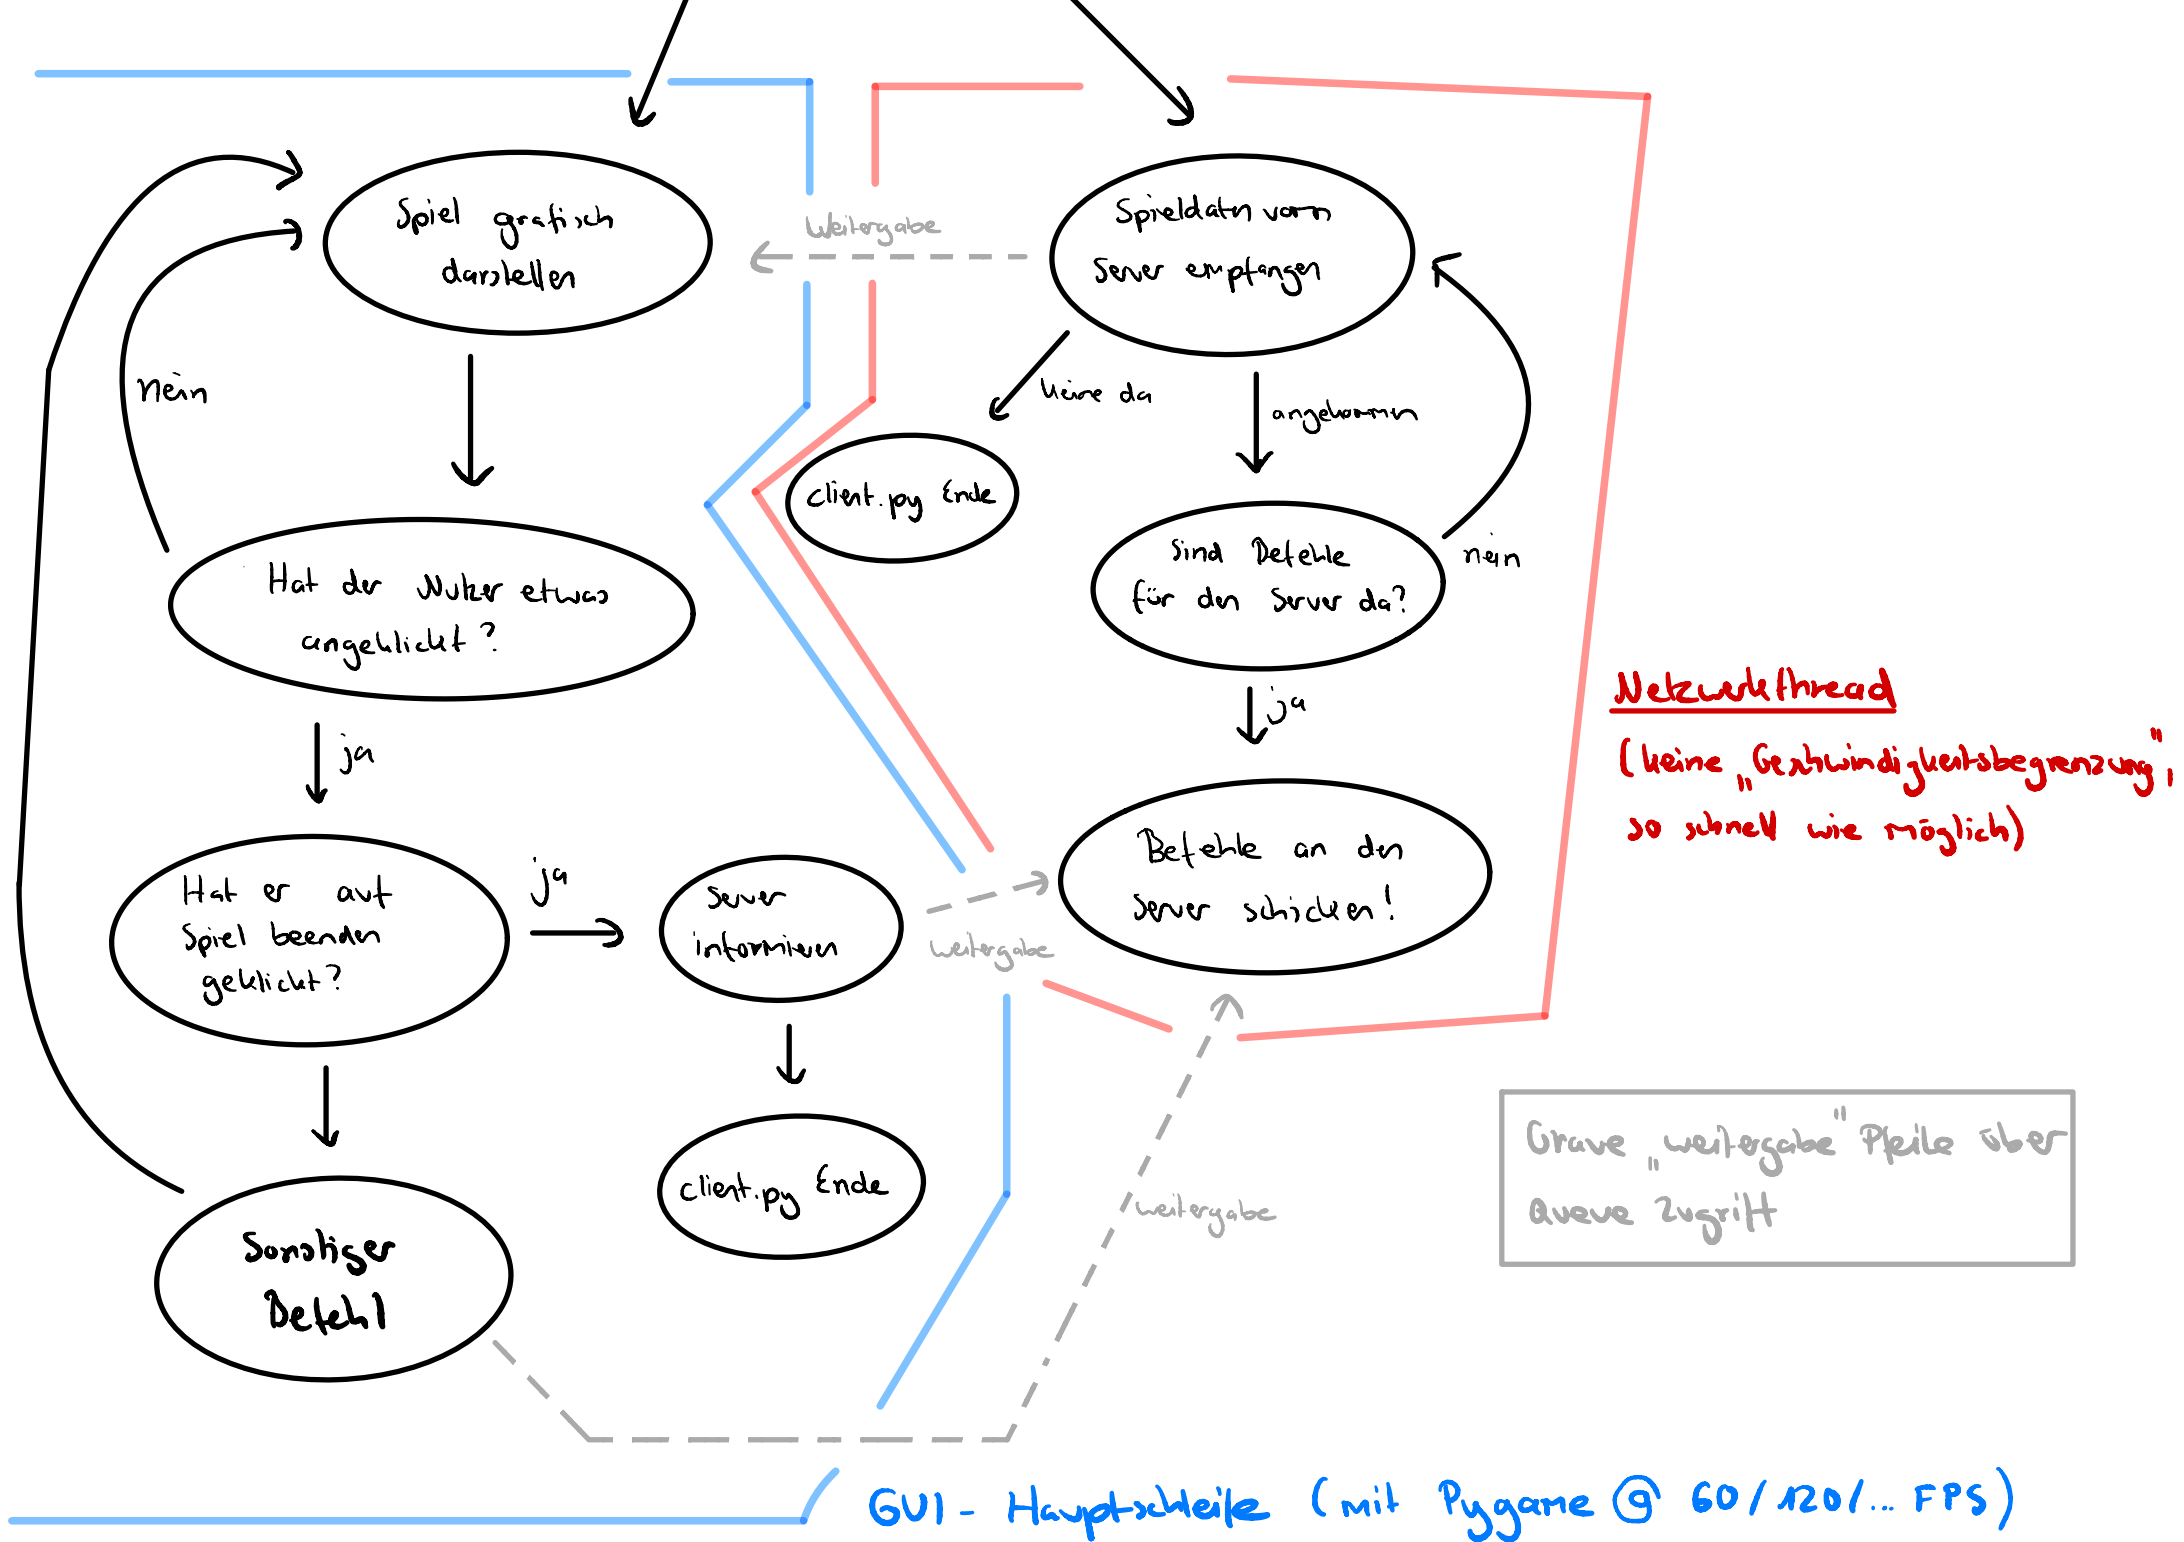 Spiel grafisch
darstellen
Weitergabe
Spieldaten vom
Server empfangen
nein
keine da
angekommen
client.py Ende
Hat der Nutzer etwas
angeklickt?
Sind Befehle
für den Server da?
nein
ja
ja
Netzwerkthread
(keine „Geschwindigkeitsbegrenzung",
so schnell wie möglich)
Hat er auf
Spiel beenden
geklickt?
ja
Server
informieren
weitergabe
Befehle an den
Server schicken!
client.py Ende
weitergabe
Graue „weitergabe" Pfeile über
Queue Zugriff
Sonstiger
Befehl
GUI - Hauptschleife (mit Pygame @ 60/120/... FPS)